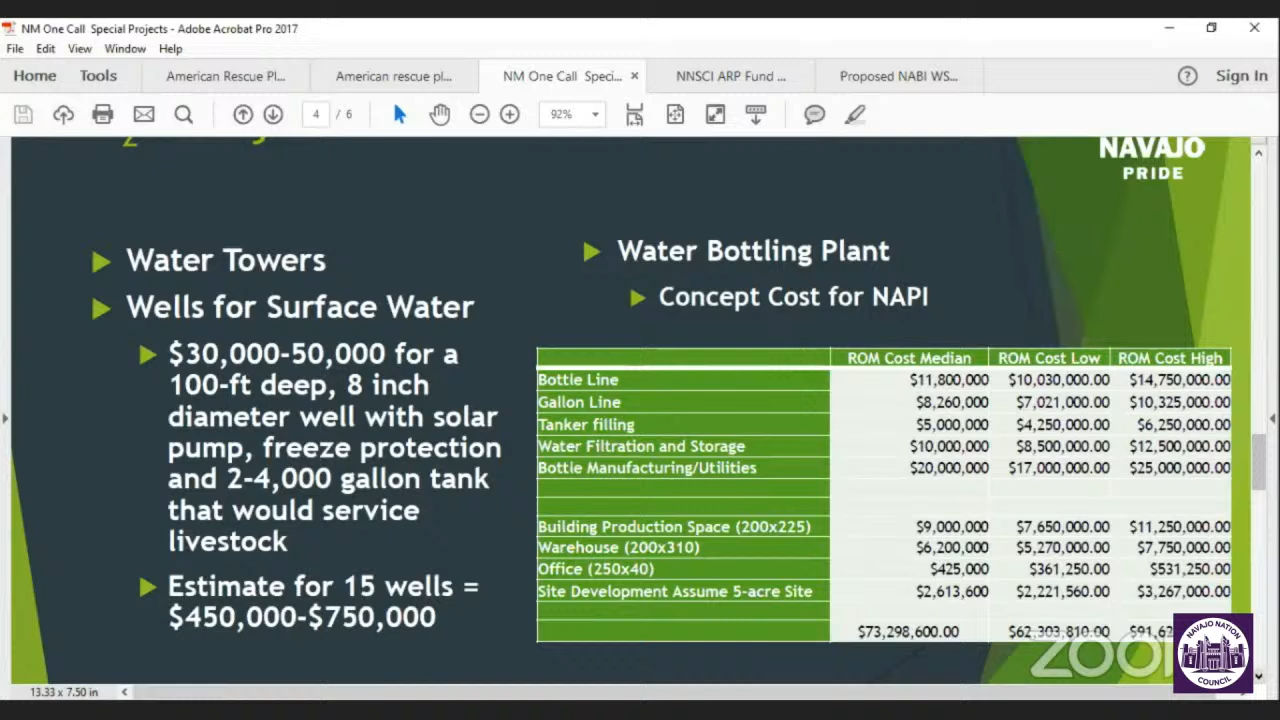 NM One Call Special Projects - Adobe Acrobat Pro 2017
File Edit View Window Help
Home Tools American Rescue Pl... American rescue pl... NM One Call Speci... × NNSCI ARP Fund ... Proposed NABI WS... Sign In
4 / 6 92%
NAVAJO
PRIDE
Water Towers
Wells for Surface Water
$30,000-50,000 for a
100-ft deep, 8 inch
diameter well with solar
pump, freeze protection
and 2-4,000 gallon tank
that would service
livestock
Estimate for 15 wells =
$450,000-$750,000
Water Bottling Plant
Concept Cost for NAPI
ROM Cost Median ROM Cost Low ROM Cost High
Bottle Line $11,800,000 $10,030,000.00 $14,750,000.00
Gallon Line $8,260,000 $7,021,000.00 $10,325,000.00
Tanker filling $5,000,000 $4,250,000.00 $6,250,000.00
Water Filtration and Storage $10,000,000 $8,500,000.00 $12,500,000.00
Bottle Manufacturing/Utilities $20,000,000 $17,000,000.00 $25,000,000.00
Building Production Space (200x225) $9,000,000 $7,650,000.00 $11,250,000.00
Warehouse (200x310) $6,200,000 $5,270,000.00 $7,750,000.00
Office (250x40) $425,000 $361,250.00 $531,250.00
Site Development Assume 5-acre Site $2,613,600 $2,221,560.00 $3,267,000.00
$73,298,600.00 $62,303,810.00
zoom
NAVAJO NATION
COUNCIL
13.33 x 7.50 in